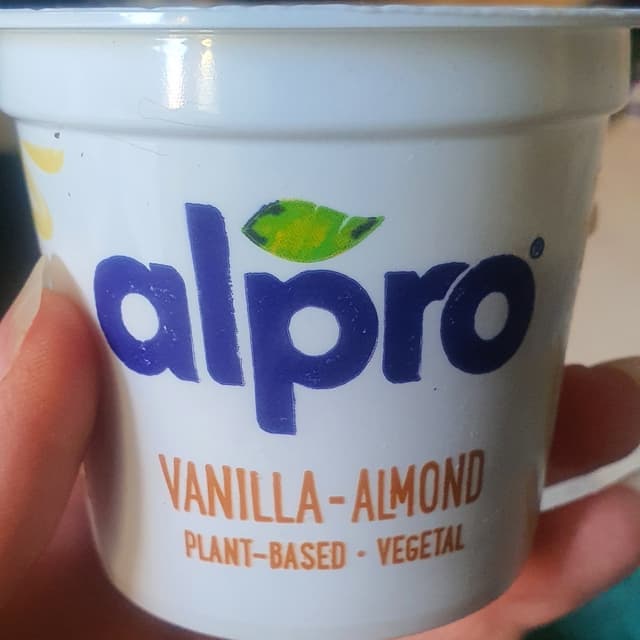 alpro®
VANILLA-ALMOND
PLANT-BASED · VEGETAL